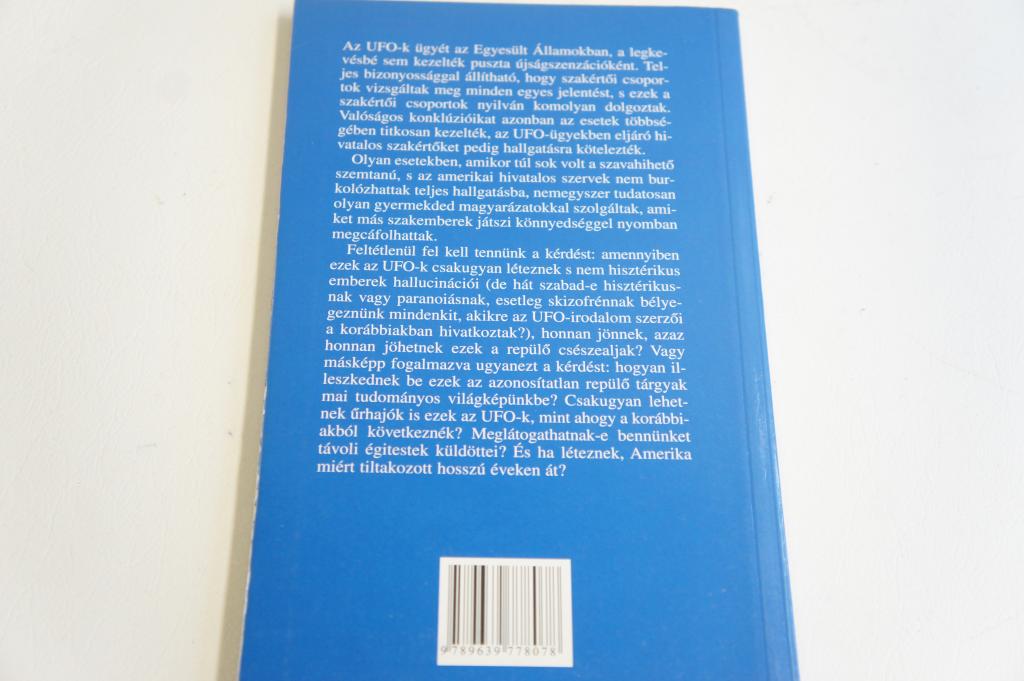 Az UFO-k ügyét az Egyesült Államokban, a legke-
vésbé sem kezelték puszta újságszenzációként. Tel-
jes bizonyossággal állítható, hogy szakértői csopor-
tok vizsgáltak meg minden egyes jelentést, s ezek a
szakértői csoportok nyilván komolyan dolgoztak.
Valóságos konklúzióikat azonban az esetek többsé-
gében titkosan kezelték, az UFO-ügyekben eljáró hi-
vatalos szakértőket pedig hallgatásra kötelezték.
Olyan esetekben, amikor túl sok volt a szavahihető
szemtanú, s az amerikai hivatalos szervek nem bur-
kolózhattak teljes hallgatásba, nemegyszer tudatosan
olyan gyermekded magyarázatokkal szolgáltak, ami-
ket más szakemberek játszi könnyedséggel nyomban
megcáfolhattak.
Feltétlenül fel kell tennünk a kérdést: amennyiben
ezek az UFO-k csakugyan léteznek s nem hisztérikus
emberek hallucinációi (de hát szabad-e hisztérikus-
nak vagy paranoiásnak, esetleg skizofrénnak bélye-
geznünk mindenkit, akikre az UFO-irodalom szerzői
a korábbiakban hivatkoztak?), honnan jönnek, azaz
honnan jöhetnek ezek a repülő csészealjak? Vagy
másképp fogalmazva ugyanezt a kérdést: hogyan il-
leszkednek be ezek az azonosítatlan repülő tárgyak
mai tudományos világképünkbe? Csakugyan lehet-
nek űrhajók is ezek az UFO-k, mint ahogy a korábbi-
akból következnék? Meglátogathatnak-e bennünket
távoli égitestek küldöttei? És ha léteznek, Amerika
miért tiltakozott hosszú éveken át?
9 789639 778078